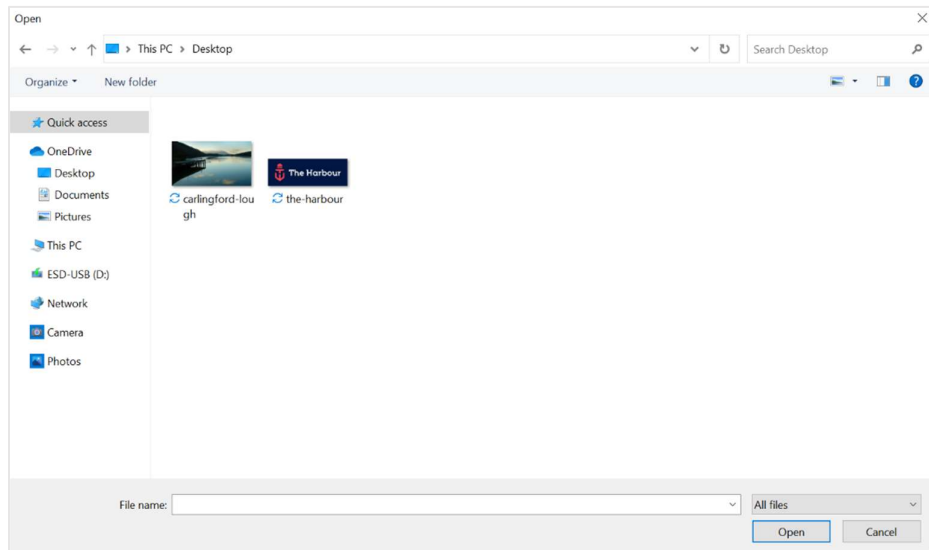 Open
This PC > Desktop
Search Desktop
Organize
New folder
Quick access
OneDrive
Desktop
Documents
Pictures
This PC
ESD-USB (D:)
Network
Camera
Photos
The Harbour
carlingford-lou
gh
the-harbour
File name:
All files
Open
Cancel